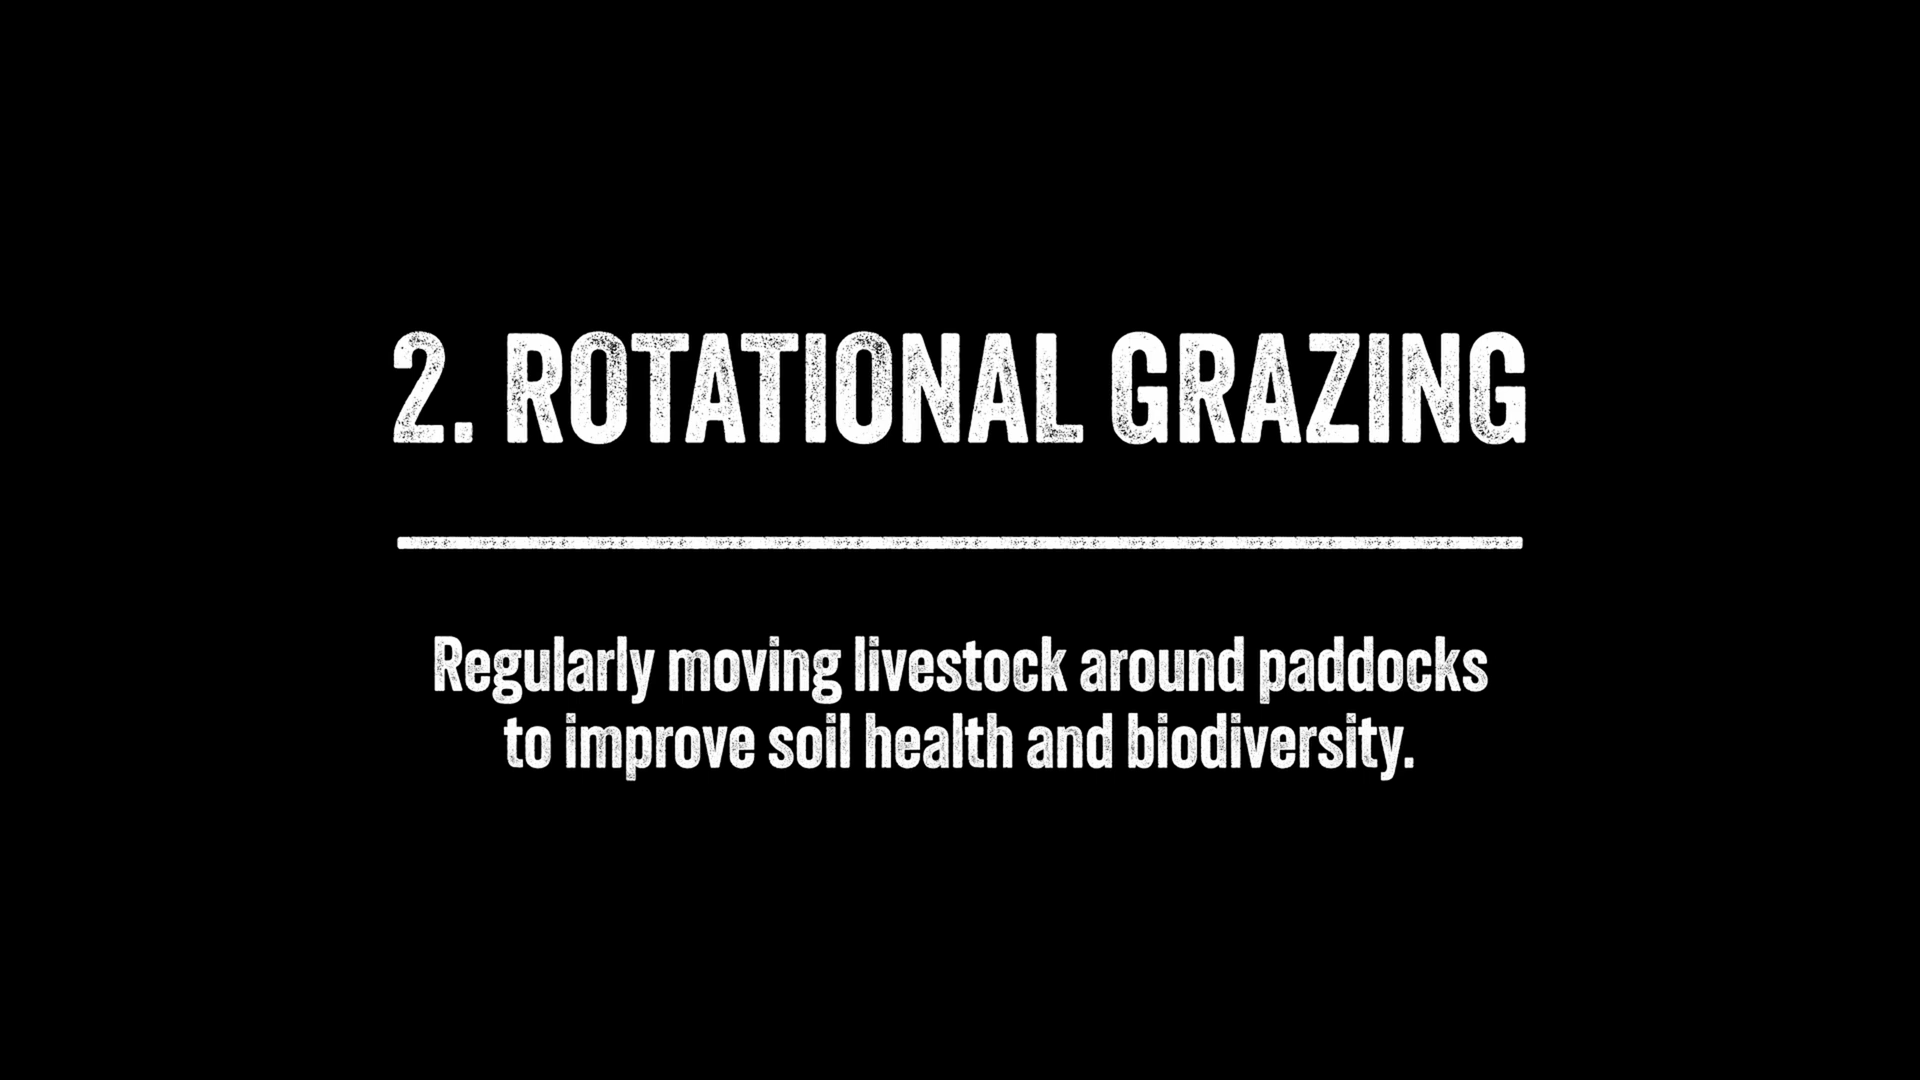 2. ROTATIONAL GRAZING
Regularly moving livestock around paddocks
to improve soil health and biodiversity.